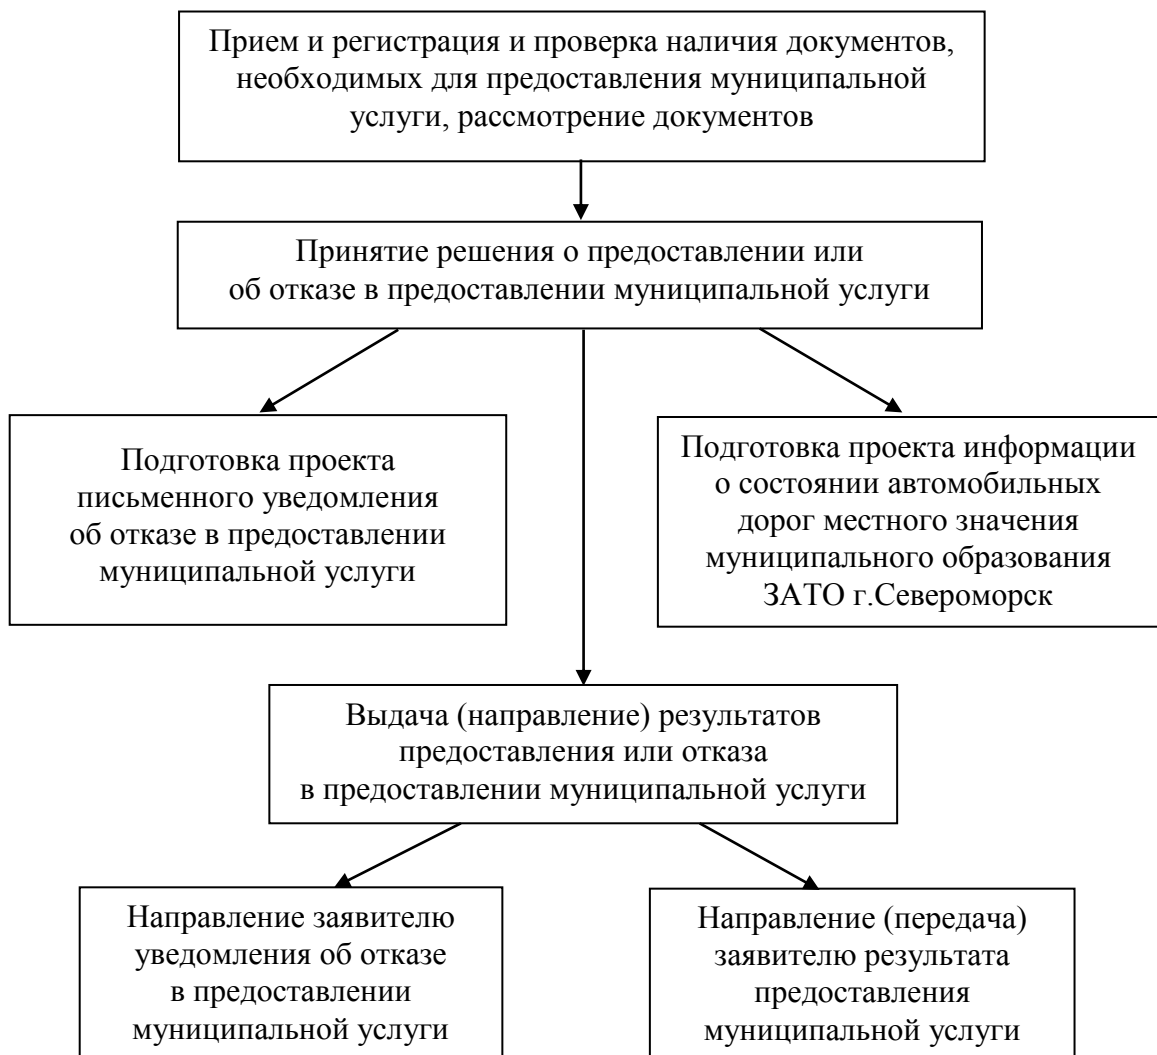 Прием и регистрация и проверка наличия документов,
необходимых для предоставления муниципальной
услуги, рассмотрение документов
Принятие решения о предоставлении или
об отказе в предоставлении муниципальной услуги
Подготовка проекта
письменного уведомления
об отказе в предоставлении
муниципальной услуги
Подготовка проекта информации
о состоянии автомобильных
дорог местного значения
муниципального образования
ЗАТО г.Североморск
Выдача (направление) результатов
предоставления или отказа
в предоставлении муниципальной услуги
Направление заявителю
уведомления об отказе
в предоставлении
муниципальной услуги
Направление (передача)
заявителю результата
предоставления
муниципальной услуги